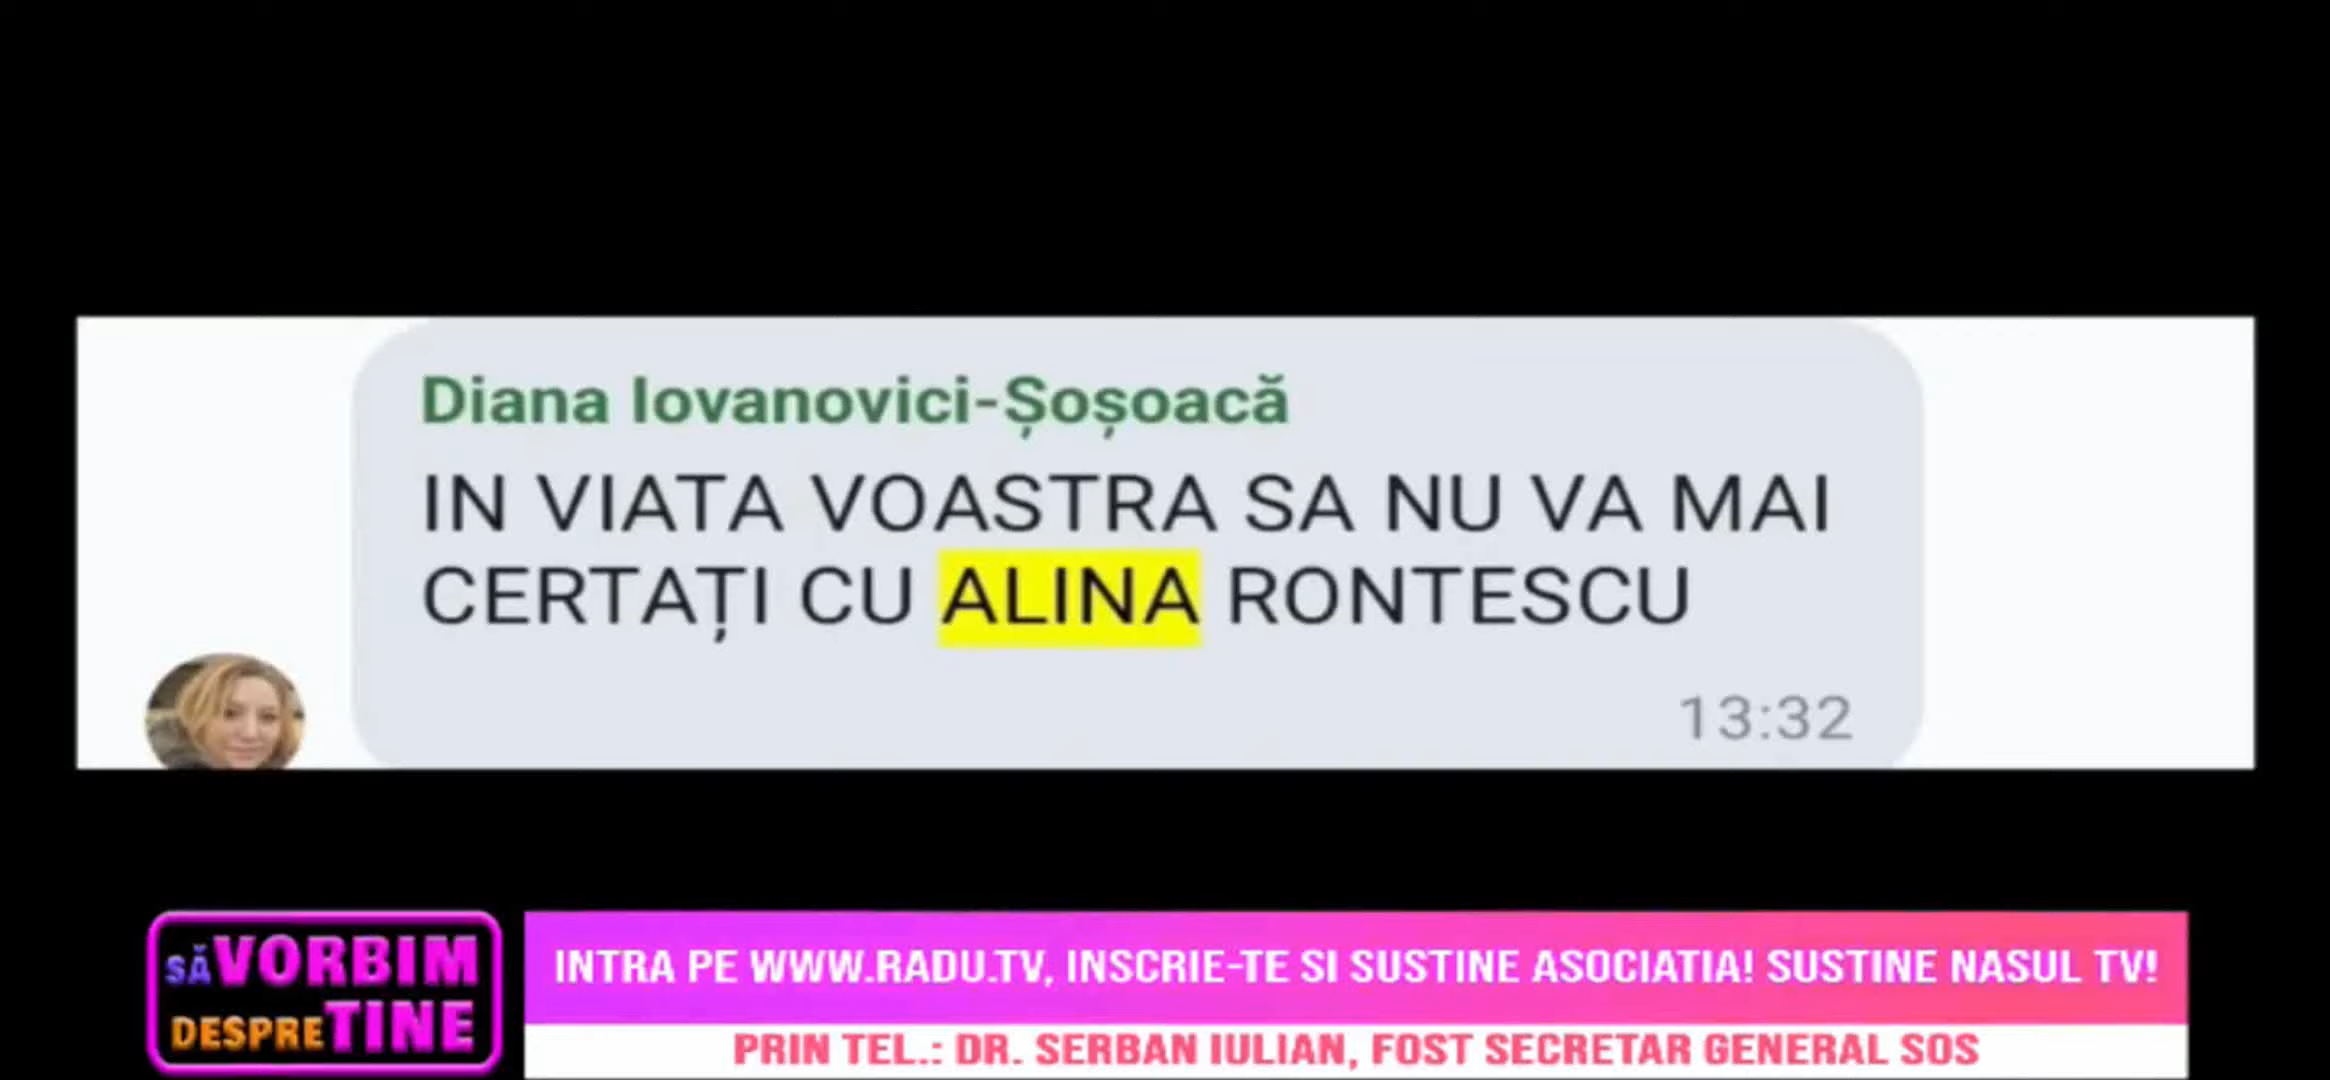 Diana Iovanovici-Șoșoacă
IN VIATA VOASTRA SA NU VA MAI
CERTAȚI CU ALINA RONTESCU
13:32
SĂ VORBIM
DESPRE TINE
INTRA PE WWW.RADU.TV, INSCRIE-TE SI SUSTINE ASOCIATIA! SUSTINE NASUL TV!
PRIN TEL.: DR. SERBAN IULIAN, FOST SECRETAR GENERAL SOS